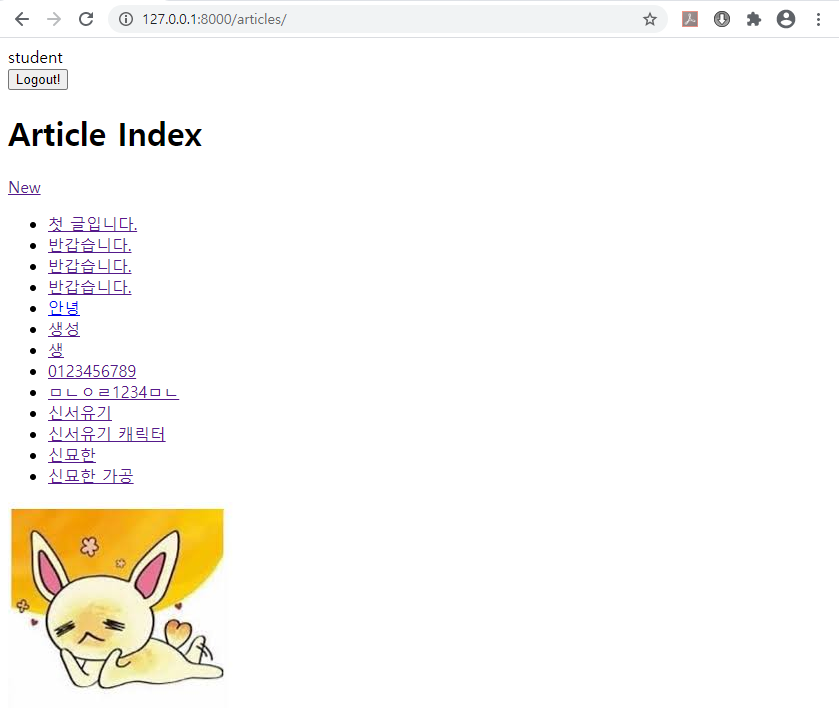 127.0.0.1:8000/articles/
student
Logout!
Article Index
New
첫 글입니다.
반갑습니다.
반갑습니다.
반갑습니다.
안녕
생성
생
0123456789
ㅁㄴㅇㄹ1234ㅁㄴ
신서유기
신서유기 캐릭터
신묘한
신묘한 가공